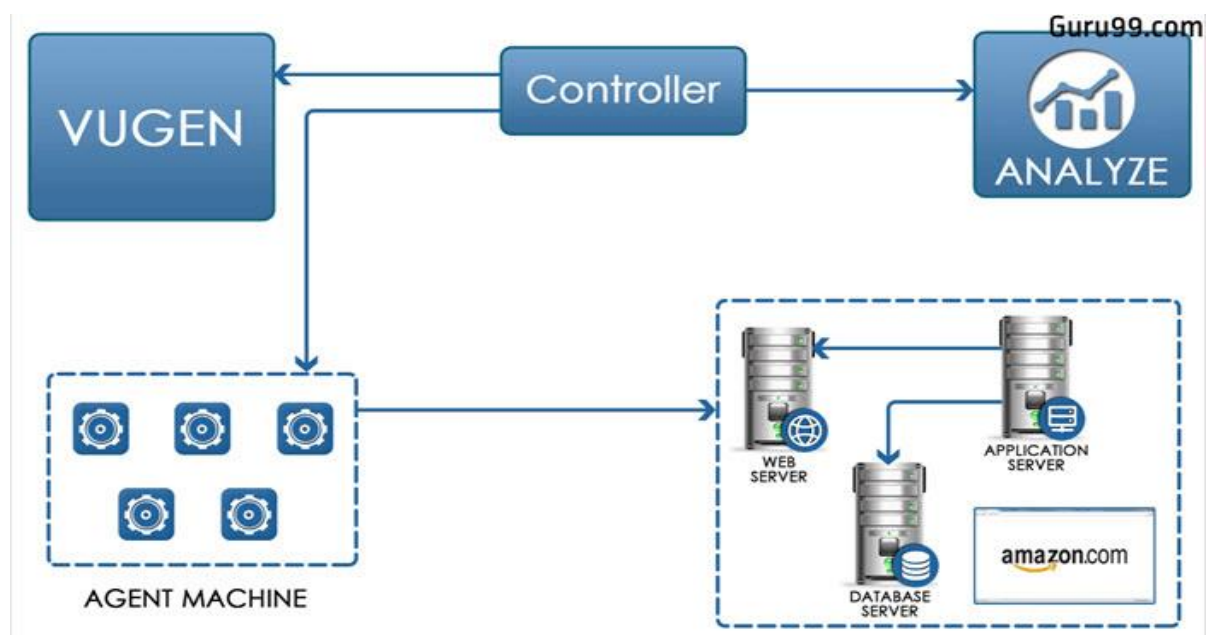 Guru99.com
VUGEN
Controller
ANALYZE
WEB
SERVER
APPLICATION
SERVER
DATABASE
SERVER
amazon.com
AGENT MACHINE